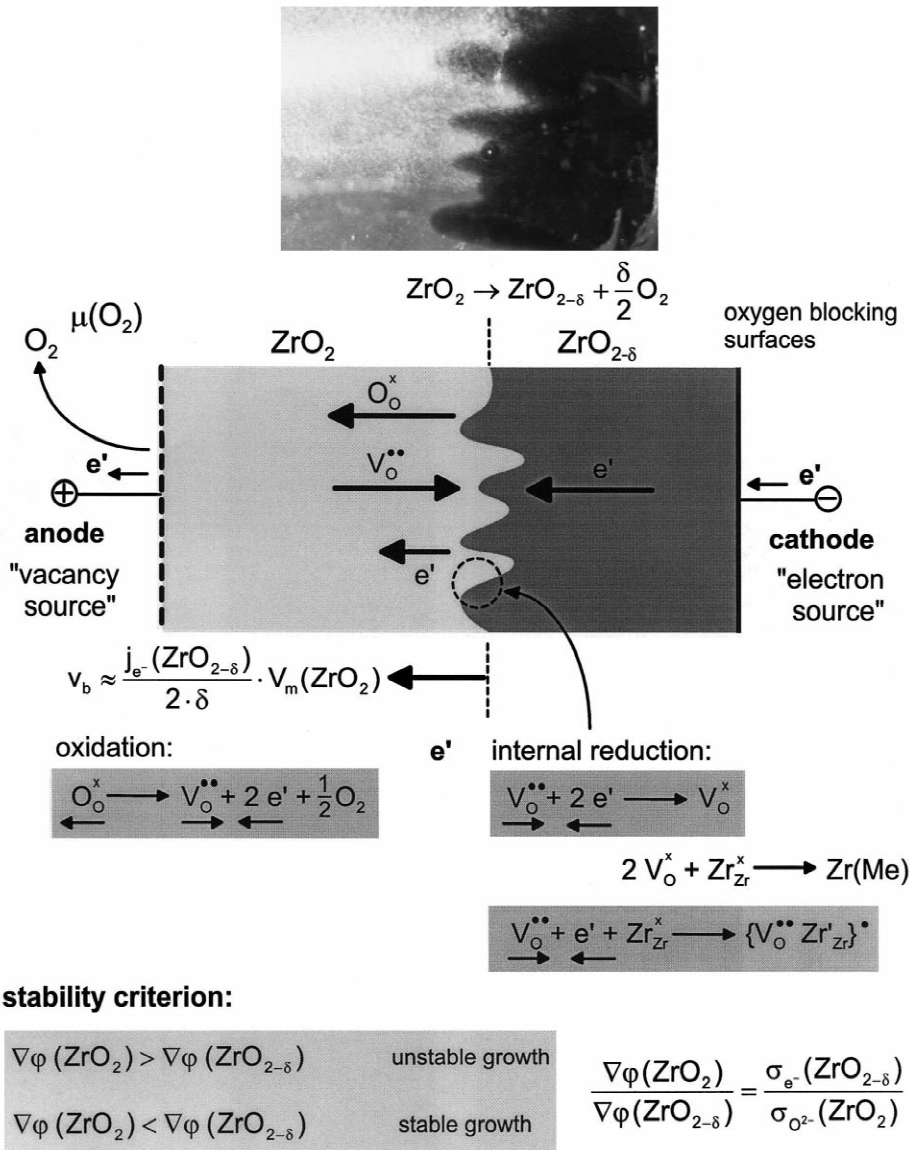 ZrO₂ → ZrO₂₋δ + δ/2 O₂
μ(O₂)
O₂
ZrO₂
ZrO₂₋δ
oxygen blocking
surfaces
Oₒˣ
Vₒ••
e'
e'
e'
e'
⊕
⊖
anode
"vacancy
source"
cathode
"electron
source"
v_b ≈ j_e⁻(ZrO₂₋δ) / 2·δ · V_m(ZrO₂)
oxidation:
e'
internal reduction:
Oₒˣ → Vₒ•• + 2 e' + 1/2 O₂
Vₒ•• + 2 e' → Vₒˣ
2 Vₒˣ + Zr_Zrˣ → Zr(Me)
Vₒ•• + e' + Zr_Zrˣ → {Vₒ•• Zr'_Zr}•
stability criterion:
∇φ (ZrO₂) > ∇φ (ZrO₂₋δ) unstable growth
∇φ (ZrO₂) < ∇φ (ZrO₂₋δ) stable growth
∇φ(ZrO₂) / ∇φ(ZrO₂₋δ) = σ_e⁻(ZrO₂₋δ) / σ_O²⁻(ZrO₂)